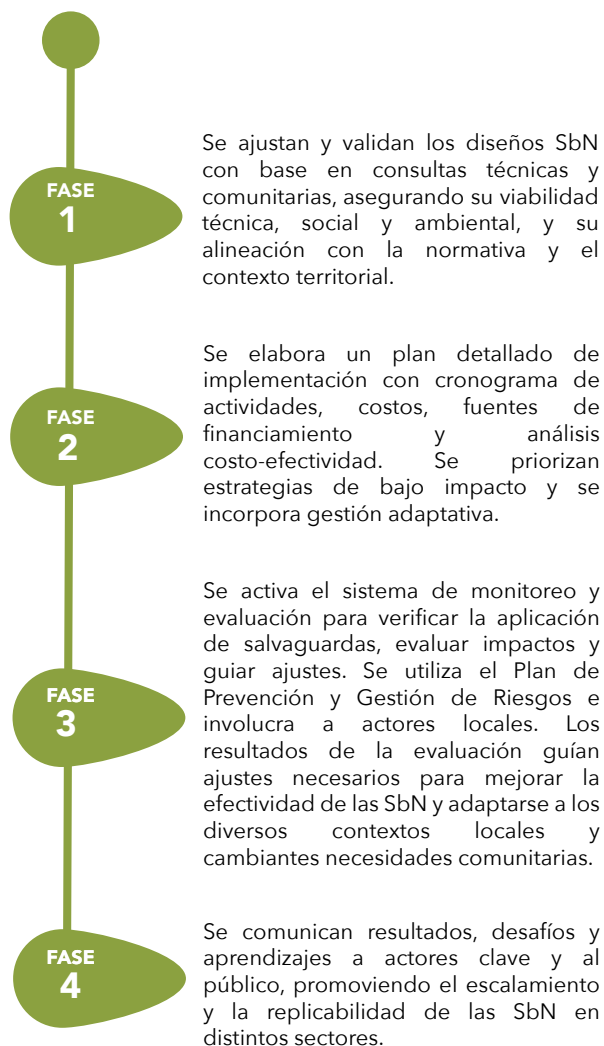 FASE
1
Se ajustan y validan los diseños SbN
con base en consultas técnicas y
comunitarias, asegurando su viabilidad
técnica, social y ambiental, y su
alineación con la normativa y el
contexto territorial.
FASE
2
Se elabora un plan detallado de
implementación con cronograma de
actividades, costos, fuentes de
financiamiento y análisis
costo-efectividad. Se priorizan
estrategias de bajo impacto y se
incorpora gestión adaptativa.
FASE
3
Se activa el sistema de monitoreo y
evaluación para verificar la aplicación
de salvaguardas, evaluar impactos y
guiar ajustes. Se utiliza el Plan de
Prevención y Gestión de Riesgos e
involucra a actores locales. Los
resultados de la evaluación guían
ajustes necesarios para mejorar la
efectividad de las SbN y adaptarse a los
diversos contextos locales y
cambiantes necesidades comunitarias.
FASE
4
Se comunican resultados, desafíos y
aprendizajes a actores clave y al
público, promoviendo el escalamiento
y la replicabilidad de las SbN en
distintos sectores.